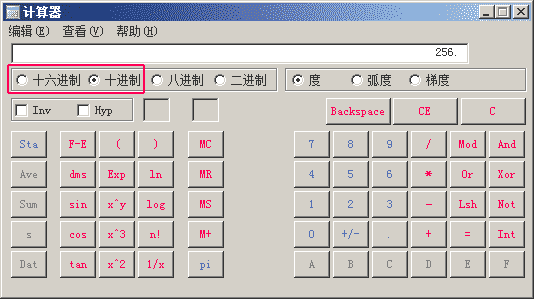 计算器
编辑(E) 查看(V) 帮助(H)
256.
十六进制 十进制 八进制 二进制 度 弧度 梯度
Inv Hyp Backspace CE C
Sta F-E ( ) MC 7 8 9 / Mod And
Ave dms Exp ln MR 4 5 6 * Or Xor
Sum sin x^y log MS 1 2 3 - Lsh Not
s cos x^3 n! M+ 0 +/- . + = Int
Dat tan x^2 1/x pi A B C D E F